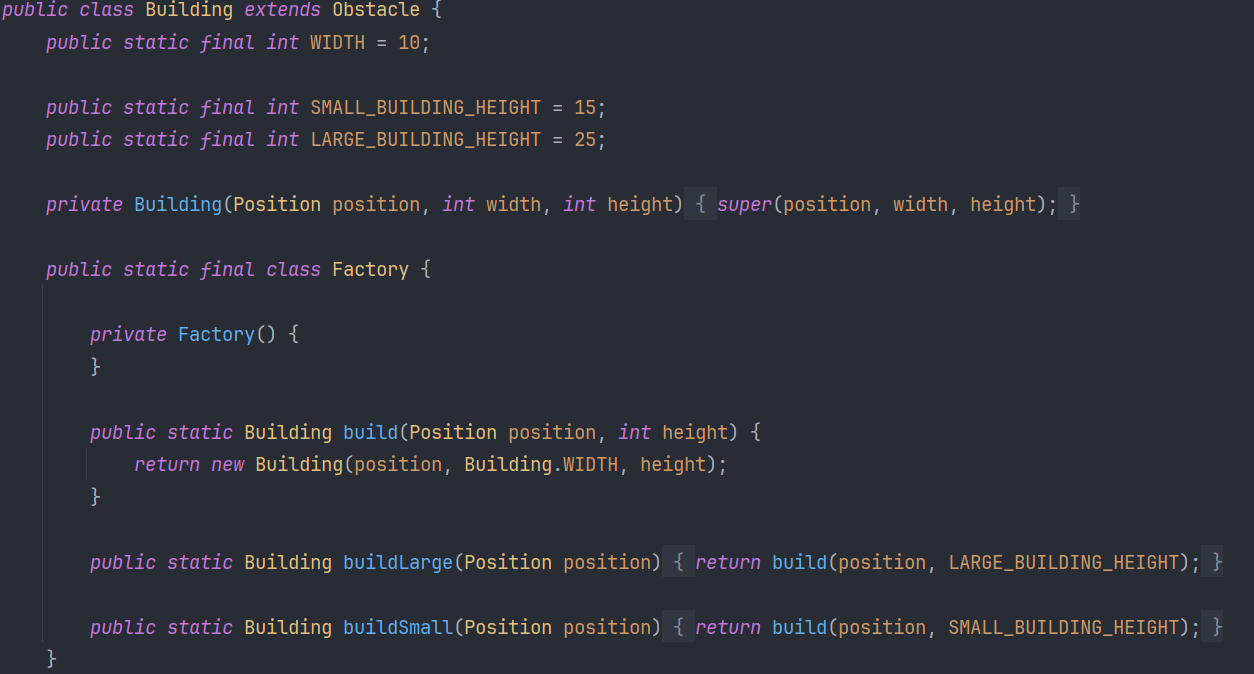 public class Building extends Obstacle {
public static final int WIDTH = 10;
public static final int SMALL_BUILDING_HEIGHT = 15;
public static final int LARGE_BUILDING_HEIGHT = 25;
private Building(Position position, int width, int height) { super(position, width, height); }
public static final class Factory {
private Factory() {
}
public static Building build(Position position, int height) {
return new Building(position, Building.WIDTH, height);
}
public static Building buildLarge(Position position) { return build(position, LARGE_BUILDING_HEIGHT); }
public static Building buildSmall(Position position) { return build(position, SMALL_BUILDING_HEIGHT); }
}